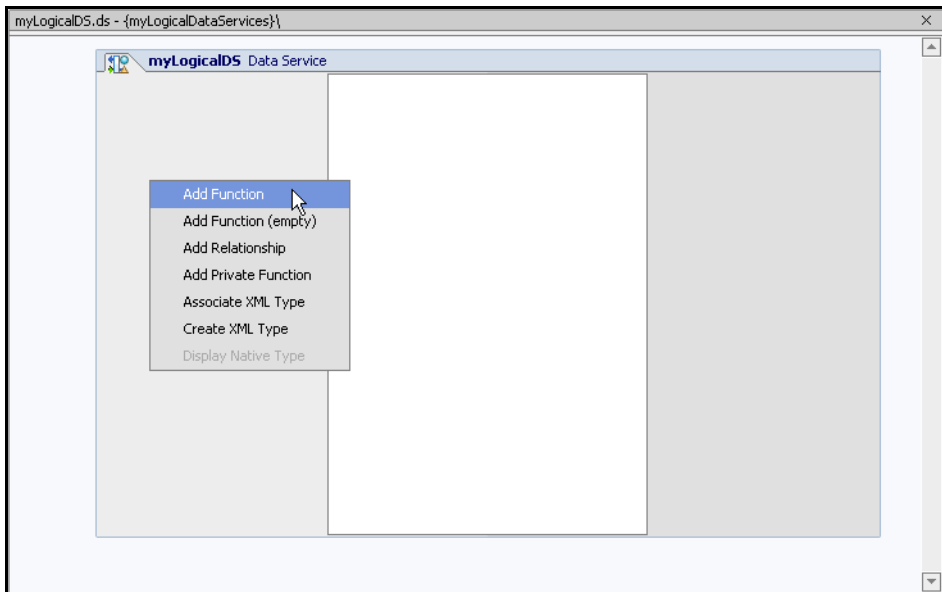 myLogicalDS.ds - {myLogicalDataServices}\
myLogicalDS Data Service
Add Function
Add Function (empty)
Add Relationship
Add Private Function
Associate XML Type
Create XML Type
Display Native Type